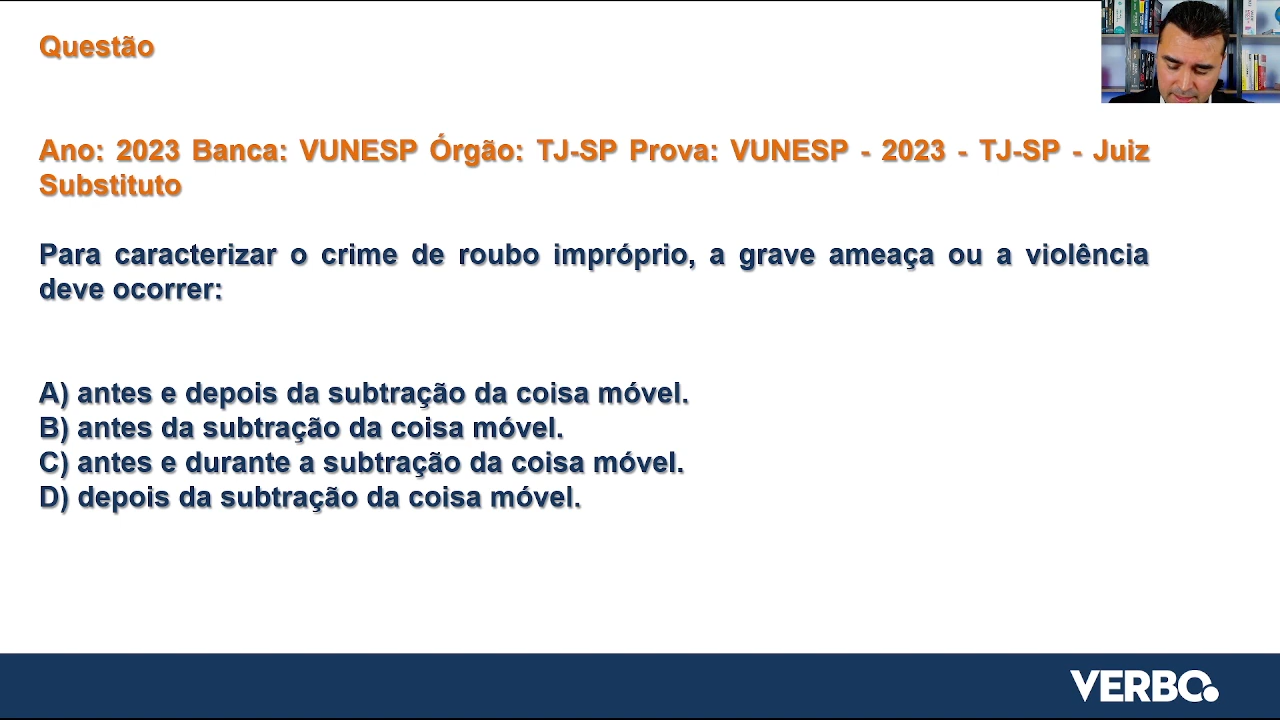 Questão
Ano: 2023 Banca: VUNESP Órgão: TJ-SP Prova: VUNESP - 2023 - TJ-SP - Juiz
Substituto
Para caracterizar o crime de roubo impróprio, a grave ameaça ou a violência
deve ocorrer:
A) antes e depois da subtração da coisa móvel.
B) antes da subtração da coisa móvel.
C) antes e durante a subtração da coisa móvel.
D) depois da subtração da coisa móvel.
VERBO